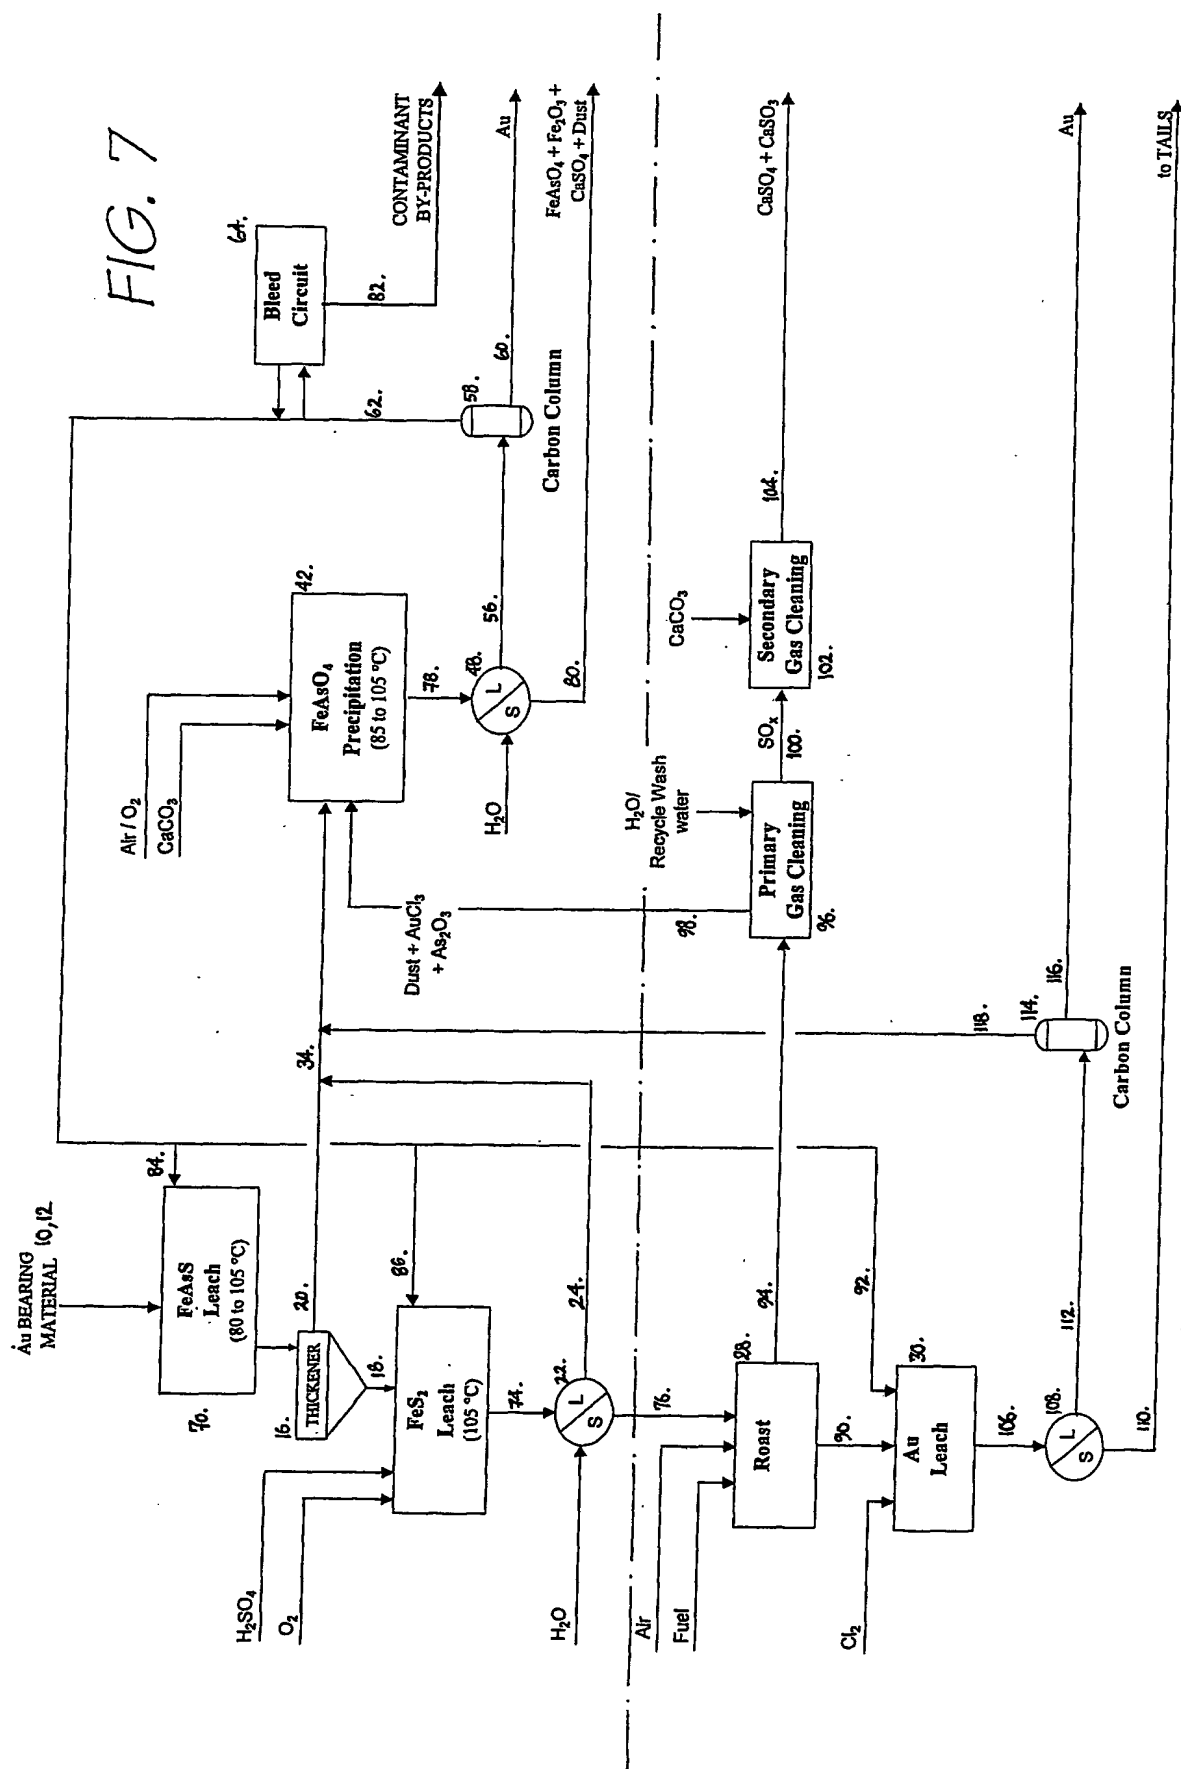 FIG. 7
Au BEARING
MATERIAL 10,12
FeAsS
Leach
(80 to 105 °C)
70.
84.
THICKENER
16.
20.
18.
34.
H₂SO₄
O₂
FeS₂
Leach
(105 °C)
86.
74.
22.
L
S
24.
H₂O
76.
Air / O₂
CaCO₃
FeAsO₄
Precipitation
(85 to 105 °C)
42.
78.
48.
L
S
H₂O
56.
80.
Dust + AuCl₃
+ As₂O₃
98.
58.
Carbon Column
60.
62.
Bleed
Circuit
64.
82.
CONTAMINANT
BY-PRODUCTS
Au
FeAsO₄ + Fe₂O₃ +
CaSO₄ + Dust
Air
Fuel
Roast
28.
94.
90.
92.
Cl₂
Au
Leach
30.
106.
108.
L
S
110.
112.
114.
116.
118.
Carbon Column
H₂O/
Recycle Wash
water
Primary
Gas Cleaning
96.
SOₓ
100.
CaCO₃
Secondary
Gas Cleaning
102.
104.
CaSO₄ + CaSO₃
Au
to TAILS